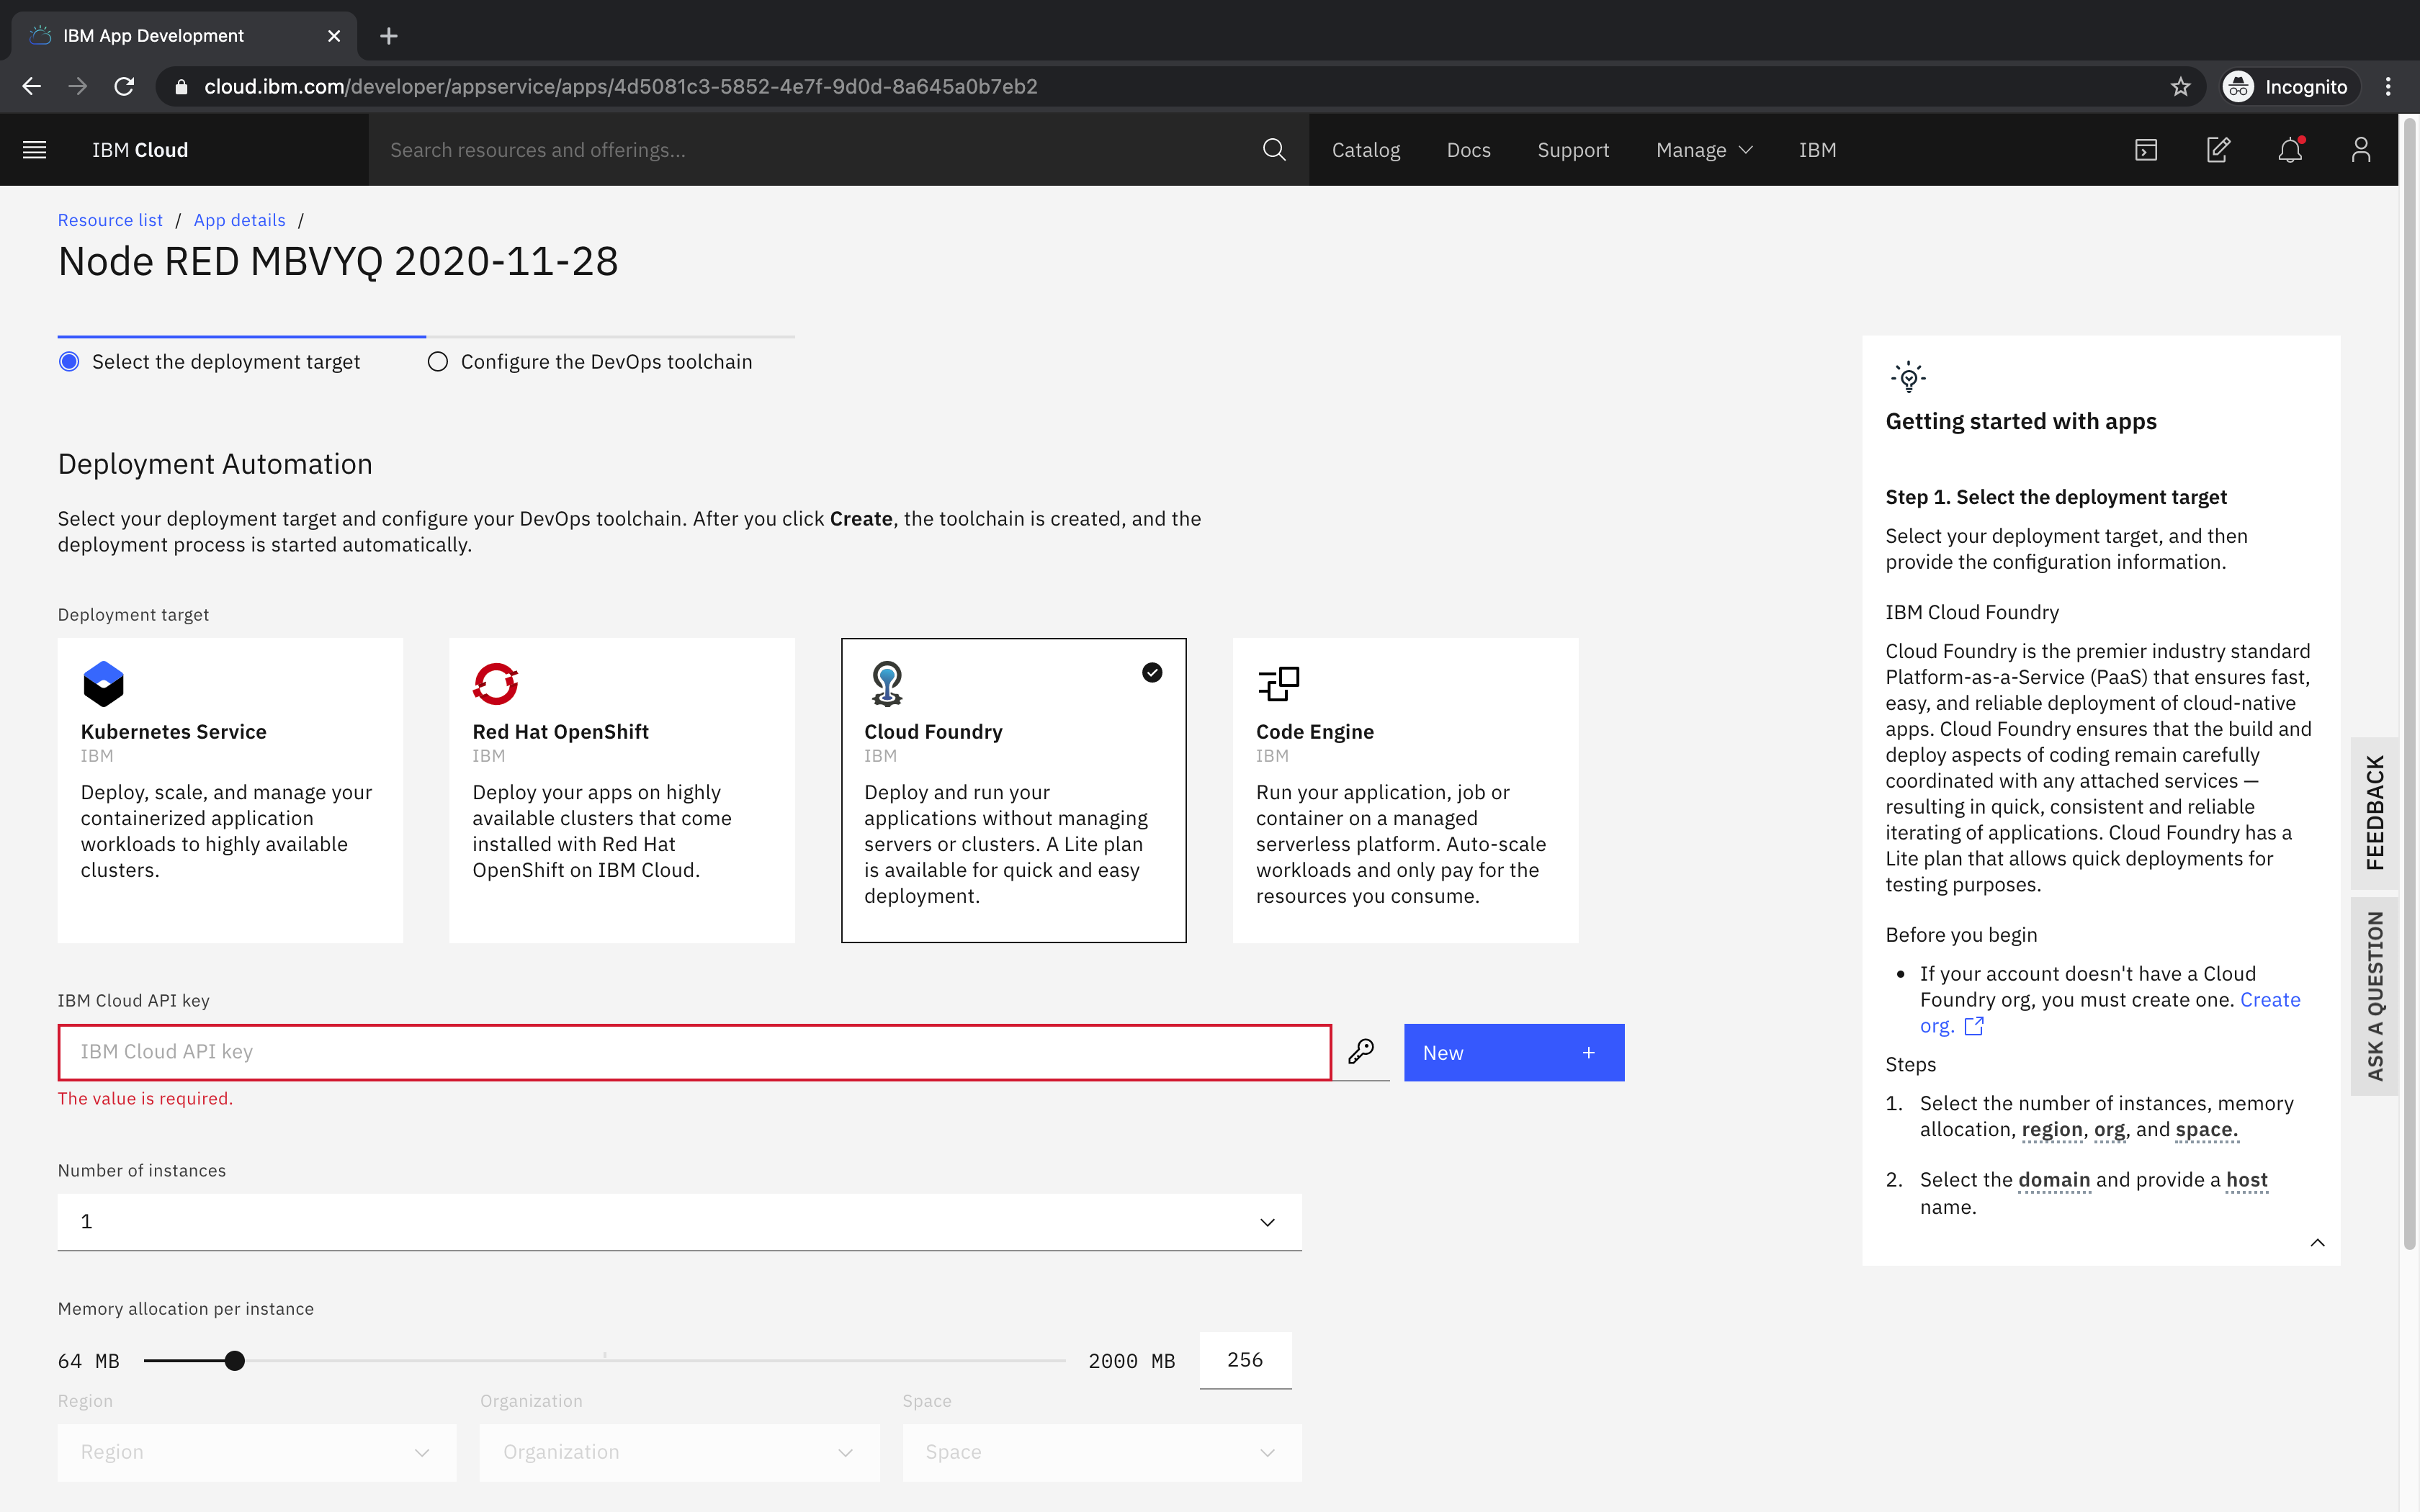 IBM App Development
cloud.ibm.com/developer/appservice/apps/4d5081c3-5852-4e7f-9d0d-8a645a0b7eb2
Incognito
IBM Cloud
Search resources and offerings...
Catalog
Docs
Support
Manage
IBM
Resource list / App details /
Node RED MBVYQ 2020-11-28
Select the deployment target
Configure the DevOps toolchain
Deployment Automation
Select your deployment target and configure your DevOps toolchain. After you click Create, the toolchain is created, and the
deployment process is started automatically.
Deployment target
Kubernetes Service
IBM
Deploy, scale, and manage your
containerized application
workloads to highly available
clusters.
Red Hat OpenShift
IBM
Deploy your apps on highly
available clusters that come
installed with Red Hat
OpenShift on IBM Cloud.
Cloud Foundry
IBM
Deploy and run your
applications without managing
servers or clusters. A Lite plan
is available for quick and easy
deployment.
Code Engine
IBM
Run your application, job or
container on a managed
serverless platform. Auto-scale
workloads and only pay for the
resources you consume.
IBM Cloud API key
IBM Cloud API key
New +
The value is required.
Number of instances
1
Memory allocation per instance
64 MB
2000 MB
256
Region
Organization
Space
Region
Organization
Space
Getting started with apps
Step 1. Select the deployment target
Select your deployment target, and then
provide the configuration information.
IBM Cloud Foundry
Cloud Foundry is the premier industry standard
Platform-as-a-Service (PaaS) that ensures fast,
easy, and reliable deployment of cloud-native
apps. Cloud Foundry ensures that the build and
deploy aspects of coding remain carefully
coordinated with any attached services —
resulting in quick, consistent and reliable
iterating of applications. Cloud Foundry has a
Lite plan that allows quick deployments for
testing purposes.
Before you begin
• If your account doesn't have a Cloud
Foundry org, you must create one. Create
org.
Steps
1. Select the number of instances, memory
allocation, region, org, and space.
2. Select the domain and provide a host
name.
FEEDBACK
ASK A QUESTION